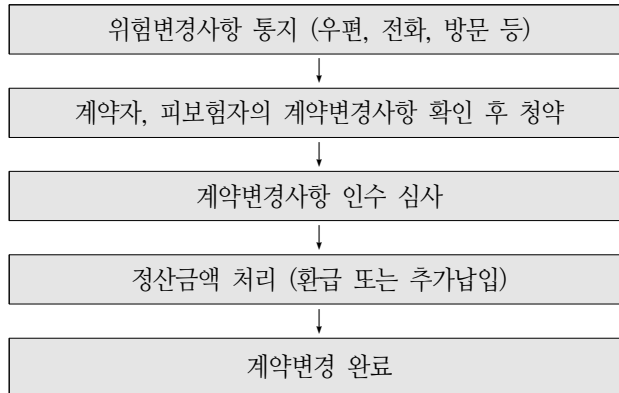 위험변경사항 통지 (우편, 전화, 방문 등)
계약자, 피보험자의 계약변경사항 확인 후 청약
계약변경사항 인수 심사
정산금액 처리 (환급 또는 추가납입)
계약변경 완료